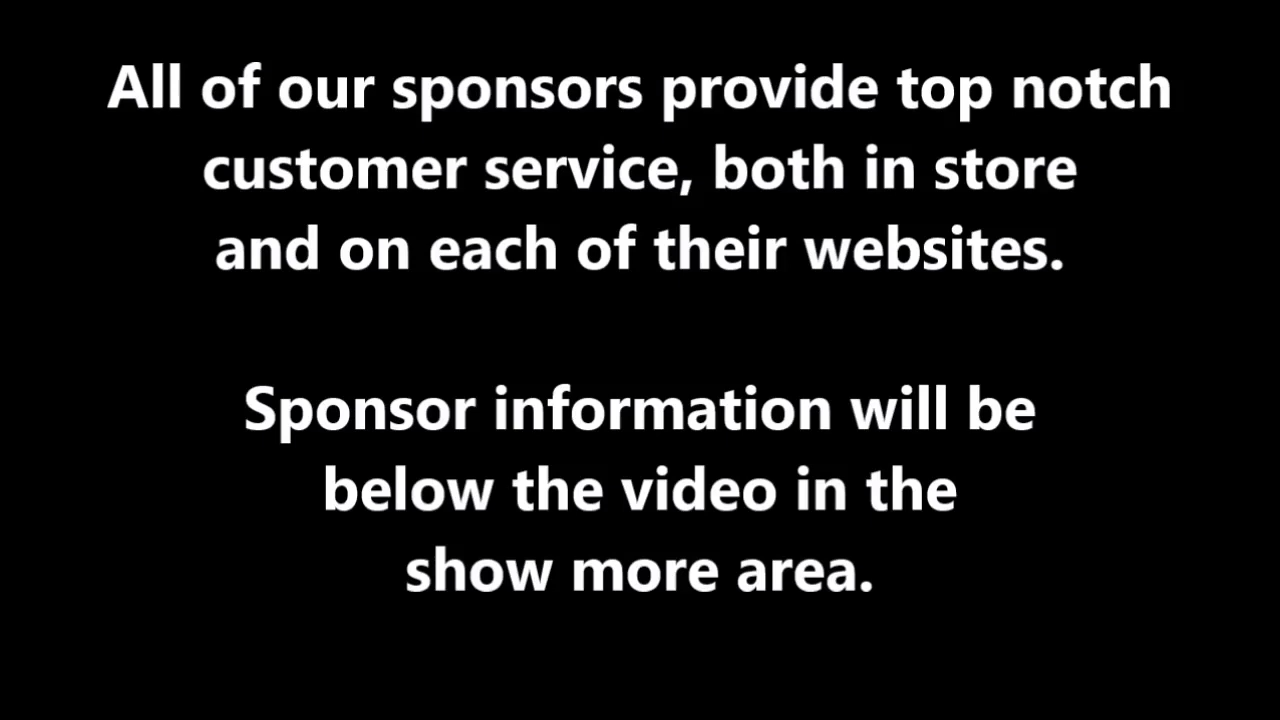 All of our sponsors provide top notch
customer service, both in store
and on each of their websites.
Sponsor information will be
below the video in the
show more area.